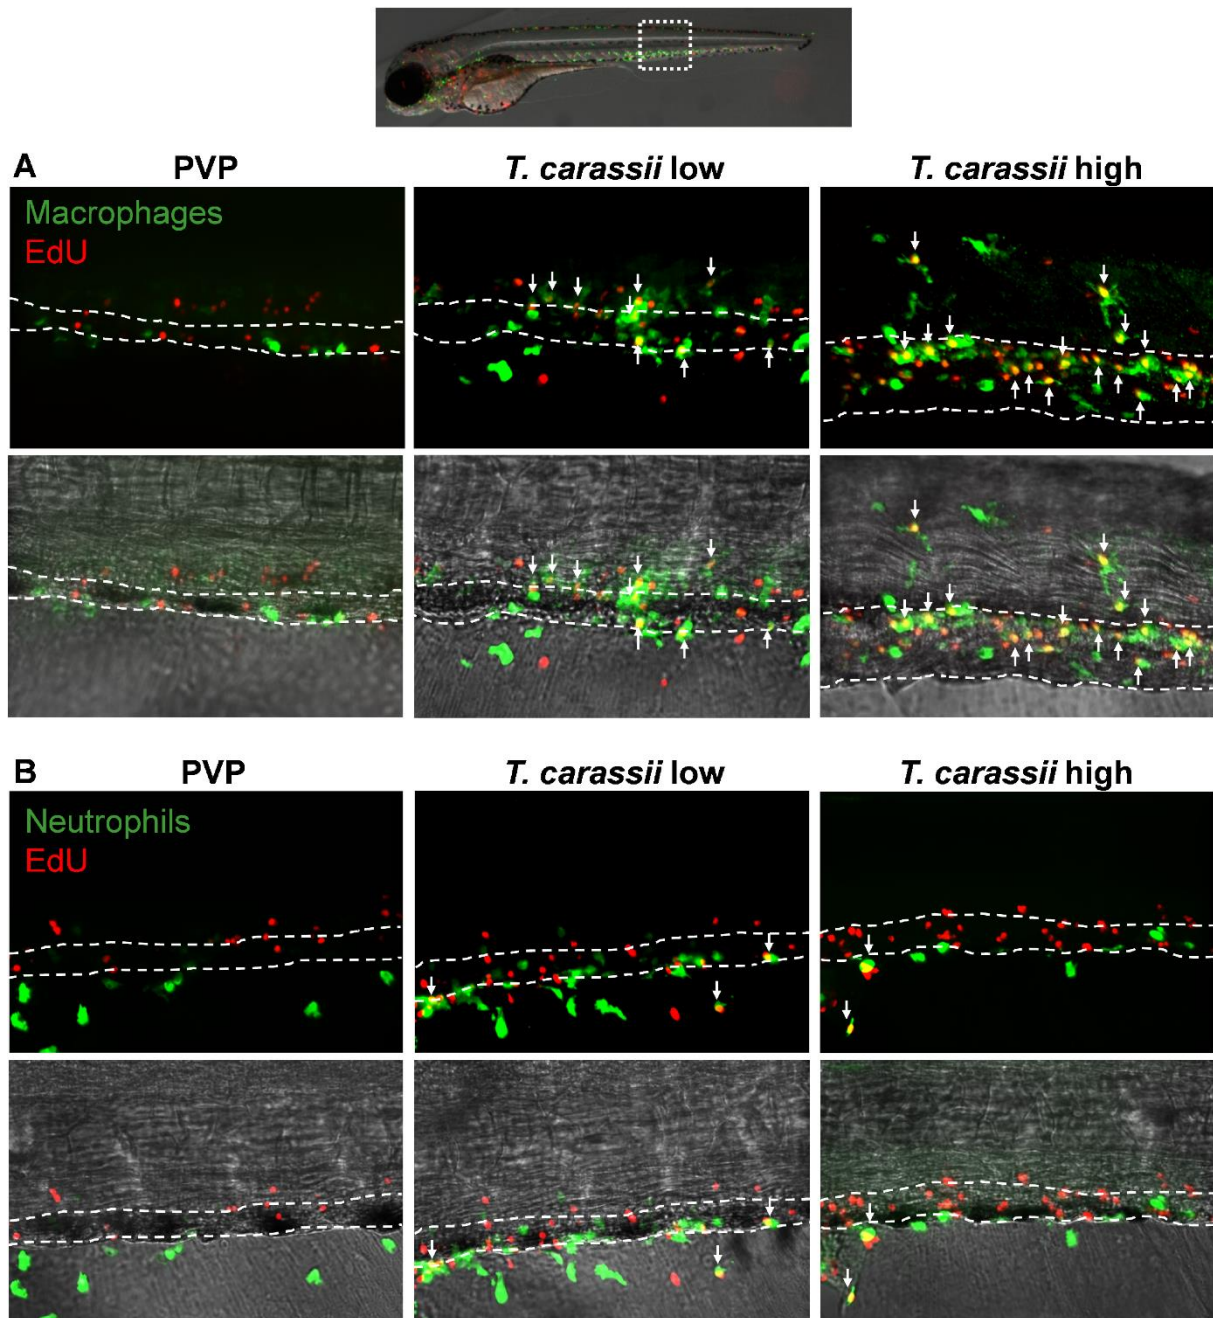 A PVP T. carassii low T. carassii high
Macrophages
EdU
B PVP T. carassii low T. carassii high
Neutrophils
EdU